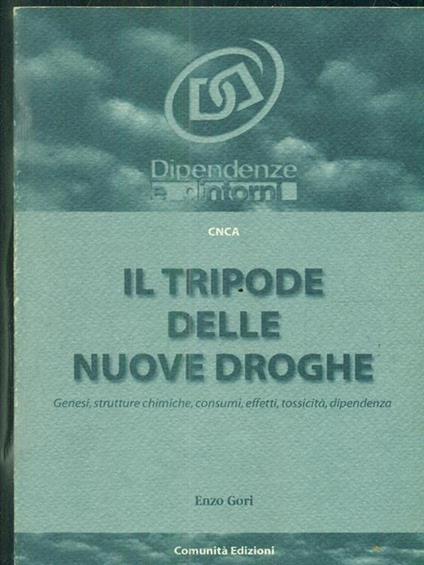 Dipendenze
e dintorni
CNCA
IL TRIPODE
DELLE
NUOVE DROGHE
Genesi, strutture chimiche, consumi, effetti, tossicità, dipendenza
Enzo Gori
Comunità Edizioni